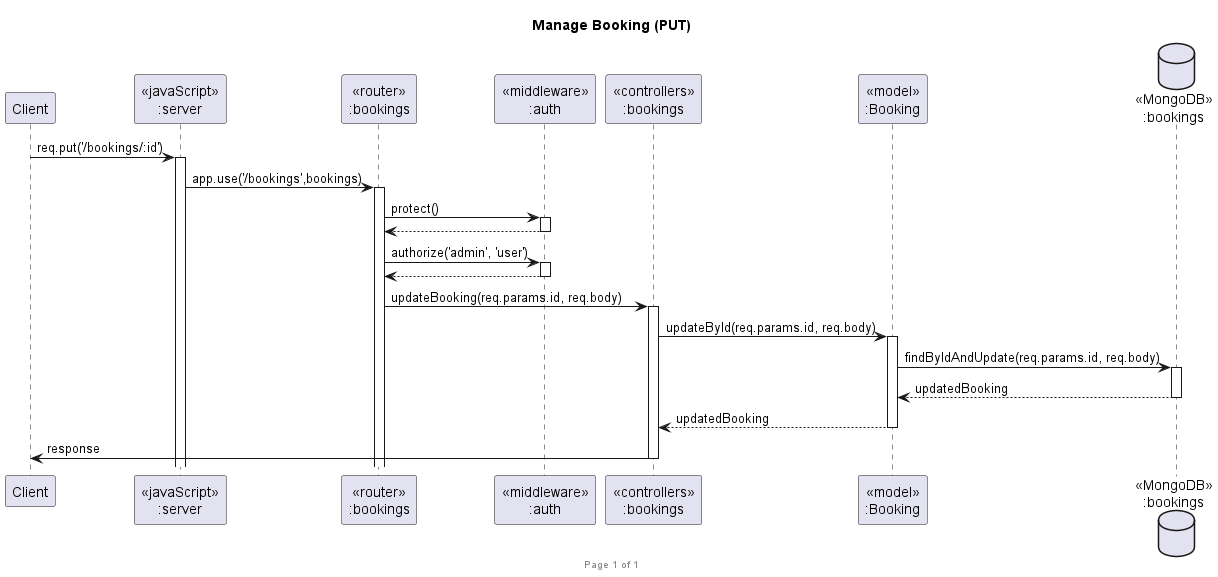 Manage Booking (PUT)
Client
«javaScript»
:server
«router»
:bookings
«middleware»
:auth
«controllers»
:bookings
«model»
:Booking
«MongoDB»
:bookings
req.put('/bookings/:id')
app.use('/bookings',bookings)
protect()
authorize('admin', 'user')
updateBooking(req.params.id, req.body)
updateById(req.params.id, req.body)
findByIdAndUpdate(req.params.id, req.body)
updatedBooking
updatedBooking
response
Client
«javaScript»
:server
«router»
:bookings
«middleware»
:auth
«controllers»
:bookings
«model»
:Booking
«MongoDB»
:bookings
Page 1 of 1